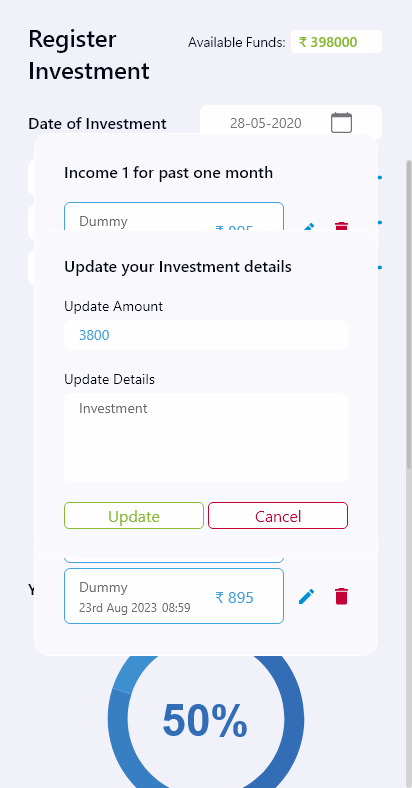 Register
Investment
Available Funds: ₹ 398000
Date of Investment
28-05-2020
Income 1 for past one month
Dummy
₹ 895
Update your Investment details
Update Amount
3800
Update Details
Investment
Update
Cancel
Dummy
23rd Aug 2023 08:59
₹ 895
50%